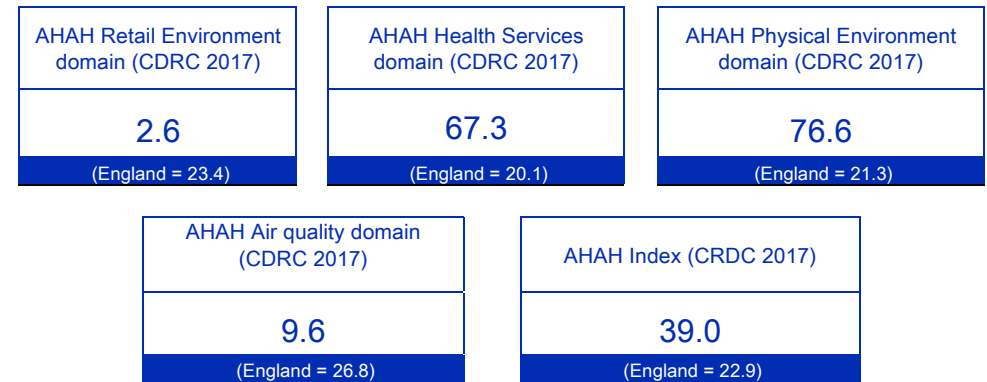 AHAH Retail Environment
domain (CDRC 2017)
2.6
(England = 23.4)
AHAH Health Services
domain (CDRC 2017)
67.3
(England = 20.1)
AHAH Physical Environment
domain (CDRC 2017)
76.6
(England = 21.3)
AHAH Air quality domain
(CDRC 2017)
9.6
(England = 26.8)
AHAH Index (CRDC 2017)
39.0
(England = 22.9)